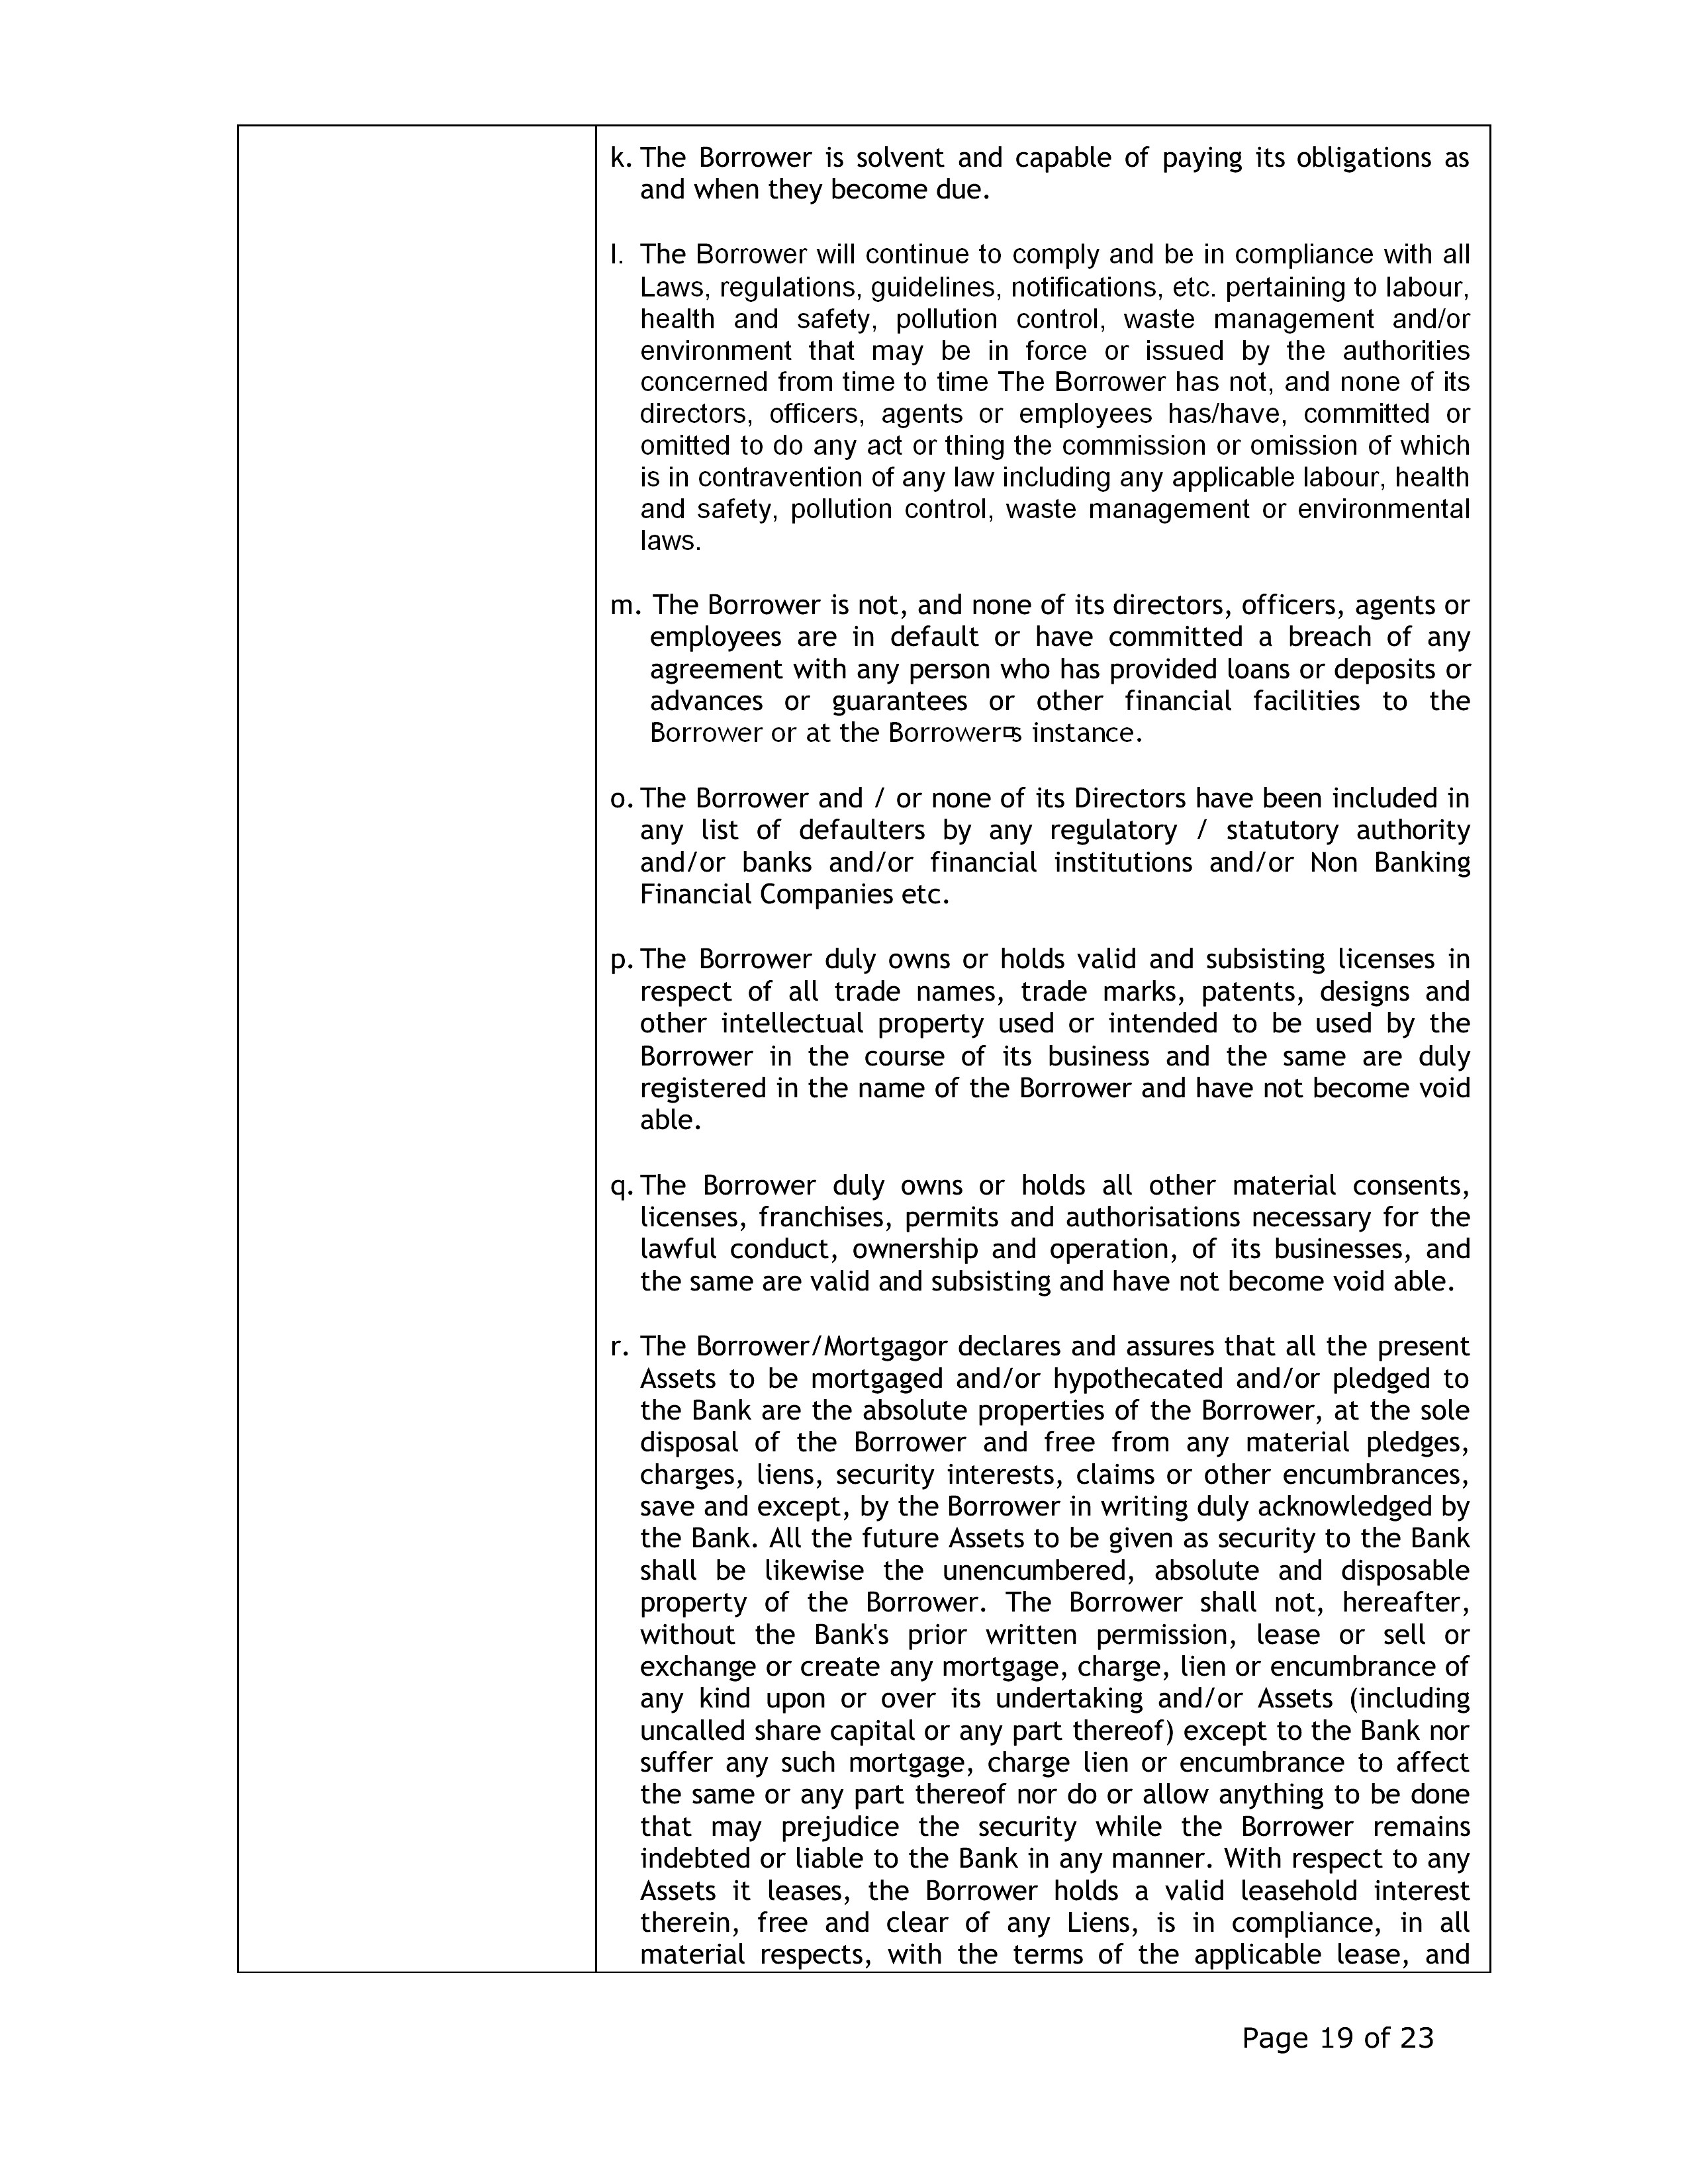 k. The Borrower is solvent and capable of paying its obligations as
and when they become due.
l. The Borrower will continue to comply and be in compliance with all
Laws, regulations, guidelines, notifications, etc. pertaining to labour,
health and safety, pollution control, waste management and/or
environment that may be in force or issued by the authorities
concerned from time to time The Borrower has not, and none of its
directors, officers, agents or employees has/have, committed or
omitted to do any act or thing the commission or omission of which
is in contravention of any law including any applicable labour, health
and safety, pollution control, waste management or environmental
laws.
m. The Borrower is not, and none of its directors, officers, agents or
employees are in default or have committed a breach of any
agreement with any person who has provided loans or deposits or
advances or guarantees or other financial facilities to the
Borrower or at the Borrower▫s instance.
o. The Borrower and / or none of its Directors have been included in
any list of defaulters by any regulatory / statutory authority
and/or banks and/or financial institutions and/or Non Banking
Financial Companies etc.
p. The Borrower duly owns or holds valid and subsisting licenses in
respect of all trade names, trade marks, patents, designs and
other intellectual property used or intended to be used by the
Borrower in the course of its business and the same are duly
registered in the name of the Borrower and have not become void
able.
q. The Borrower duly owns or holds all other material consents,
licenses, franchises, permits and authorisations necessary for the
lawful conduct, ownership and operation, of its businesses, and
the same are valid and subsisting and have not become void able.
r. The Borrower/Mortgagor declares and assures that all the present
Assets to be mortgaged and/or hypothecated and/or pledged to
the Bank are the absolute properties of the Borrower, at the sole
disposal of the Borrower and free from any material pledges,
charges, liens, security interests, claims or other encumbrances,
save and except, by the Borrower in writing duly acknowledged by
the Bank. All the future Assets to be given as security to the Bank
shall be likewise the unencumbered, absolute and disposable
property of the Borrower. The Borrower shall not, hereafter,
without the Bank's prior written permission, lease or sell or
exchange or create any mortgage, charge, lien or encumbrance of
any kind upon or over its undertaking and/or Assets (including
uncalled share capital or any part thereof) except to the Bank nor
suffer any such mortgage, charge lien or encumbrance to affect
the same or any part thereof nor do or allow anything to be done
that may prejudice the security while the Borrower remains
indebted or liable to the Bank in any manner. With respect to any
Assets it leases, the Borrower holds a valid leasehold interest
therein, free and clear of any Liens, is in compliance, in all
material respects, with the terms of the applicable lease, and
Page 19 of 23